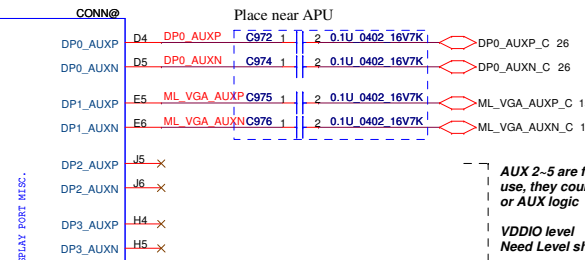 CONN@ Place near APU
DP0_AUXP D4 DP0_AUXP C972 1 2 0.1U_0402_16V7K DP0_AUXP_C 26
DP0_AUXN D5 DP0_AUXN C974 1 2 0.1U_0402_16V7K DP0_AUXN_C 26
DP1_AUXP E5 ML_VGA_AUXP C975 1 2 0.1U_0402_16V7K ML_VGA_AUXP_C 1
DP1_AUXN E6 ML_VGA_AUXN C976 1 2 0.1U_0402_16V7K ML_VGA_AUXN_C 1
DP2_AUXP J5
DP2_AUXN J6
DP3_AUXP H4
DP3_AUXN H5
AUX 2~5 are f
use, they cou
or AUX logic
VDDIO level
Need Level sh
SPLAY PORT MISC.